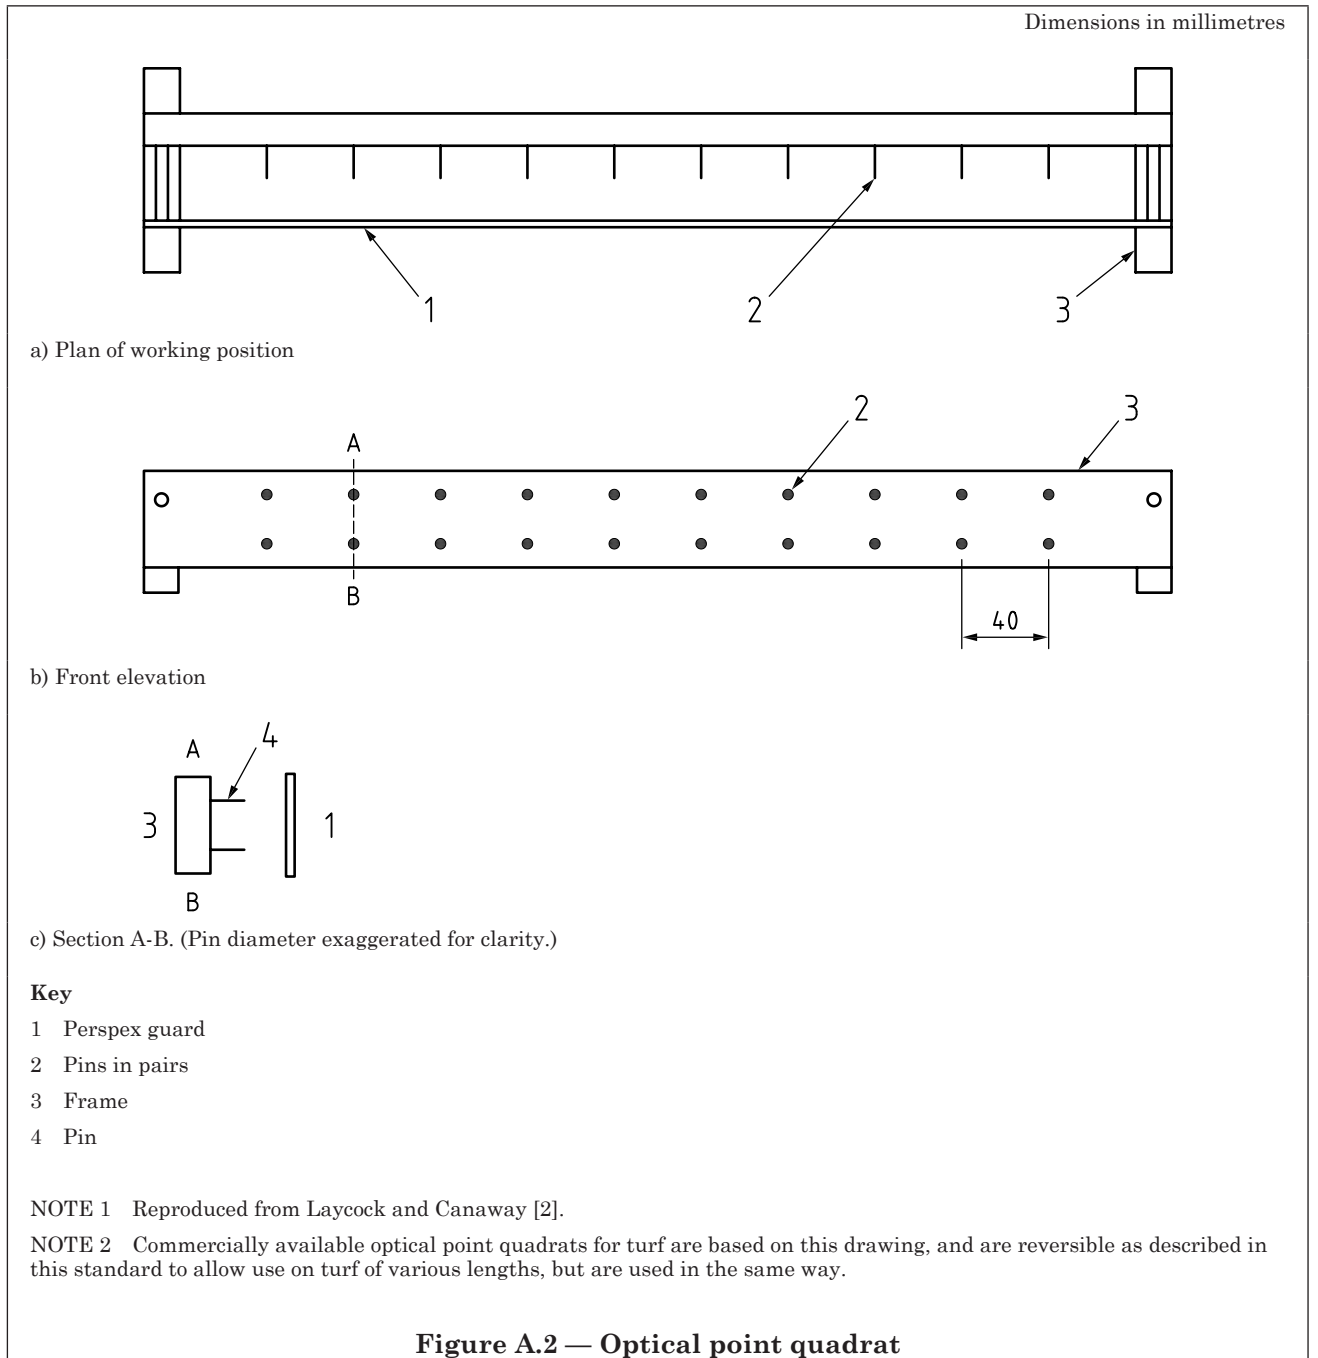 Dimensions in millimetres
1
2
3
a) Plan of working position
2
3
A
B
40
b) Front elevation
A
4
3
1
B
c) Section A-B. (Pin diameter exaggerated for clarity.)
Key
1 Perspex guard
2 Pins in pairs
3 Frame
4 Pin
NOTE 1 Reproduced from Laycock and Canaway [2].
NOTE 2 Commercially available optical point quadrats for turf are based on this drawing, and are reversible as described in
this standard to allow use on turf of various lengths, but are used in the same way.
Figure A.2 — Optical point quadrat